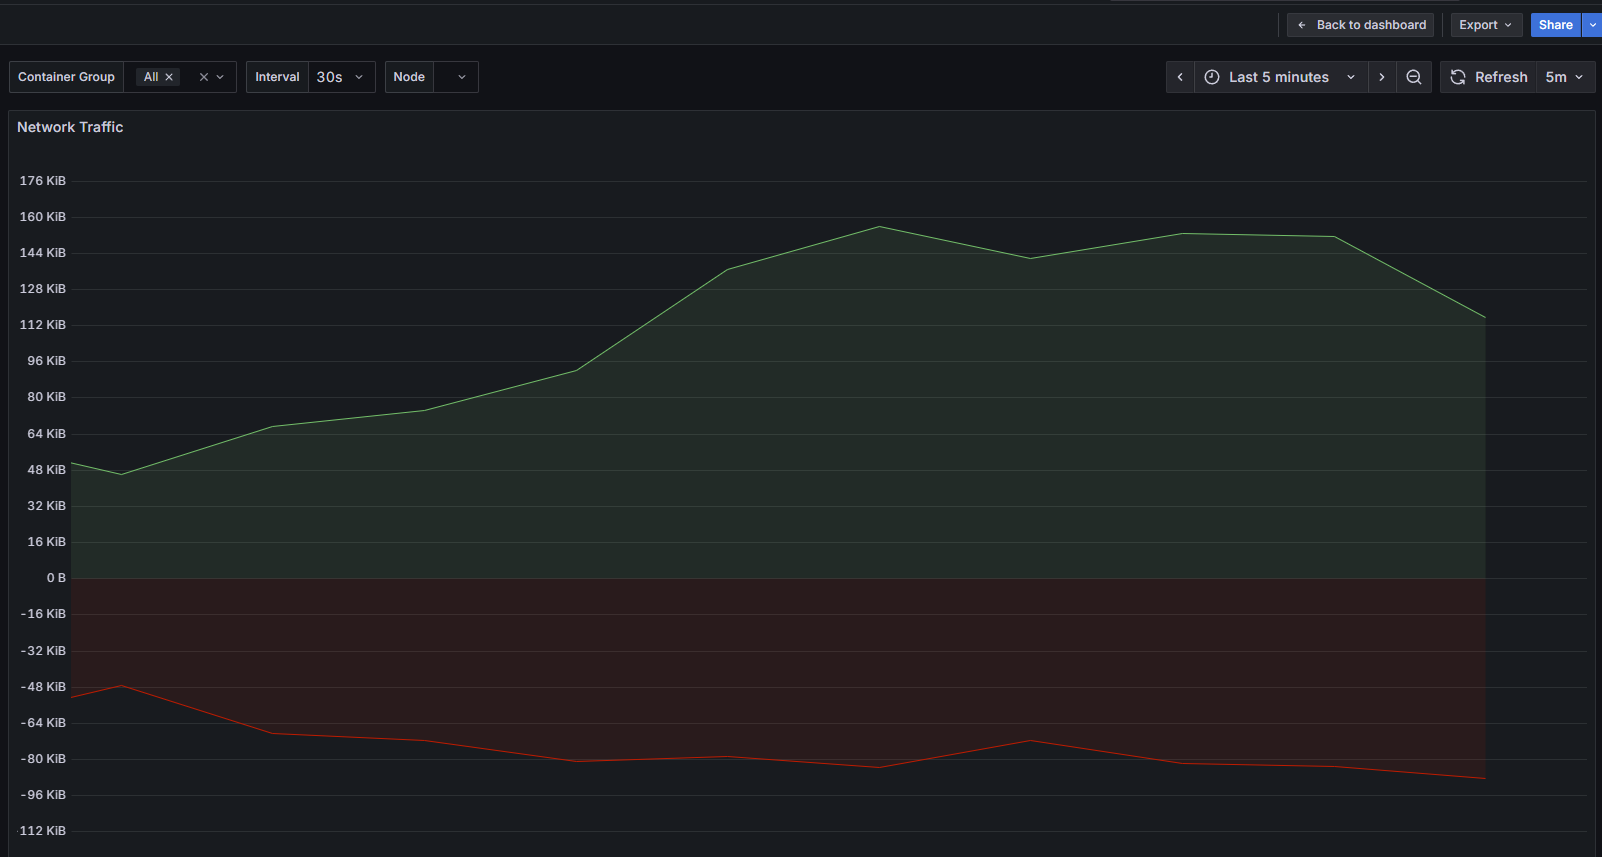 Back to dashboard
Export
Share
Container Group
All
Interval
30s
Node
Last 5 minutes
Refresh
5m
Network Traffic
176 KiB
160 KiB
144 KiB
128 KiB
112 KiB
96 KiB
80 KiB
64 KiB
48 KiB
32 KiB
16 KiB
0 B
-16 KiB
-32 KiB
-48 KiB
-64 KiB
-80 KiB
-96 KiB
-112 KiB